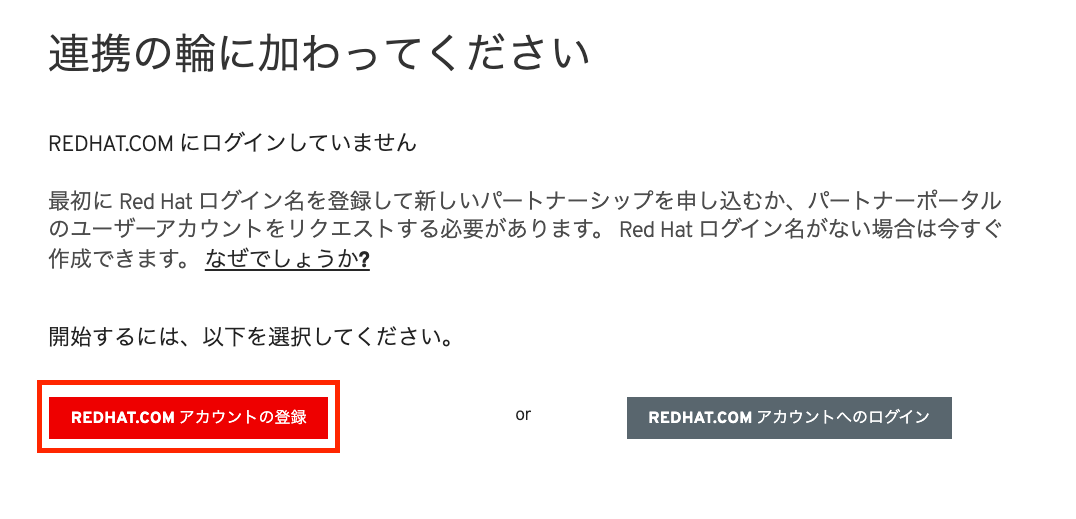 連携の輪に加わってください
REDHAT.COM にログインしていません
最初に Red Hat ログイン名を登録して新しいパートナーシップを申し込むか、パートナーポータル
のユーザーアカウントをリクエストする必要があります。 Red Hat ログイン名がない場合は今すぐ
作成できます。 なぜでしょうか?
開始するには、以下を選択してください。
REDHAT.COM アカウントの登録
or
REDHAT.COM アカウントへのログイン